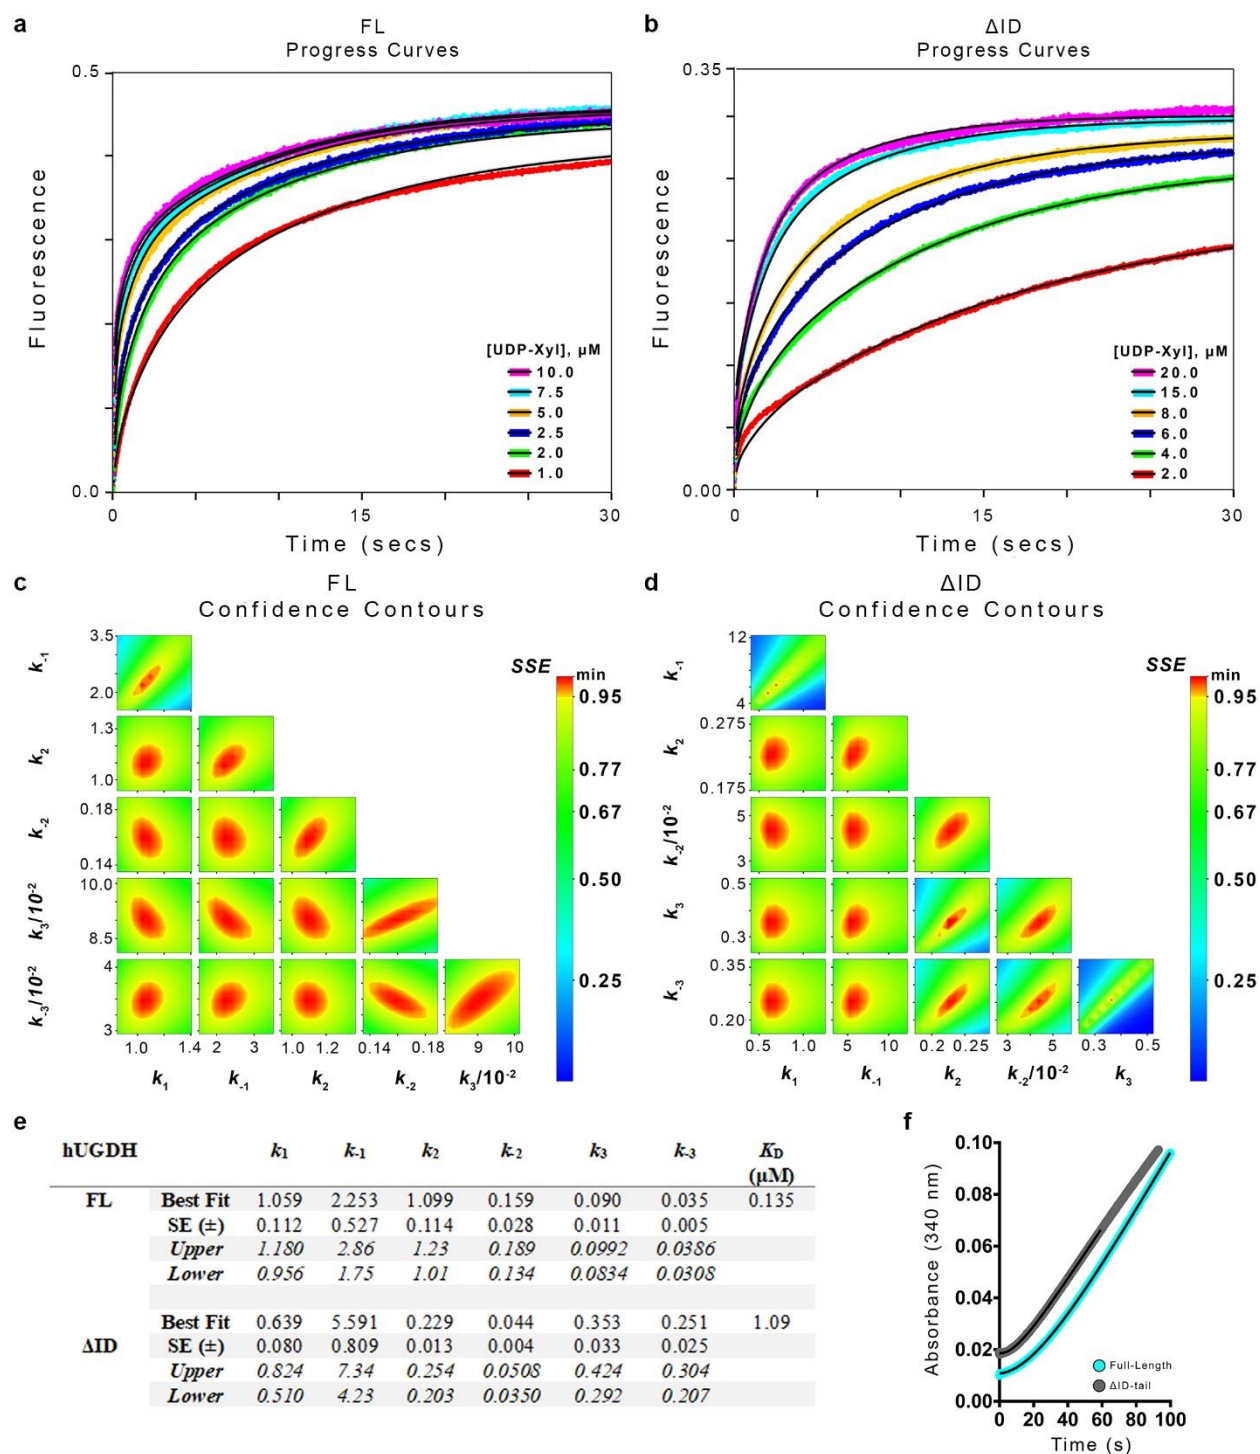 a
FL
Progress Curves
0.5
Fluorescence
[UDP-Xyl], µM
10.0
7.5
5.0
2.5
2.0
1.0
0.0
0
15
30
Time (secs)
b
ΔID
Progress Curves
0.35
Fluorescence
[UDP-Xyl], µM
20.0
15.0
8.0
6.0
4.0
2.0
0.00
0
15
30
Time (secs)
c
FL
Confidence Contours
3.5
k-1
2.0
1.3
k2
1.0
0.18
k-2
0.14
10.0
k3/10-2
8.5
4
k-3/10-2
3
1.0 1.4 2 3 1.0 1.2 0.14 0.18 9 10
k1 k-1 k2 k-2 k3/10-2
SSE
min
0.95
0.77
0.67
0.50
0.25
d
ΔID
Confidence Contours
12
k-1
4
0.275
k2
0.175
5
k-2/10-2
3
0.5
k3
0.3
0.35
k-3
0.20
0.5 1.0 5 10 0.2 0.25 3 5 0.3 0.5
k1 k-1 k2 k-2/10-2 k3
SSE
min
0.95
0.77
0.67
0.50
0.25
e
hUGDH k1 k-1 k2 k-2 k3 k-3 KD (µM)
FL Best Fit 1.059 2.253 1.099 0.159 0.090 0.035 0.135
SE (±) 0.112 0.527 0.114 0.028 0.011 0.005
Upper 1.180 2.86 1.23 0.189 0.0992 0.0386
Lower 0.956 1.75 1.01 0.134 0.0834 0.0308
Best Fit 0.639 5.591 0.229 0.044 0.353 0.251 1.09
ΔID SE (±) 0.080 0.809 0.013 0.004 0.033 0.025
Upper 0.824 7.34 0.254 0.0508 0.424 0.304
Lower 0.510 4.23 0.203 0.0350 0.292 0.207
f
0.10
0.08
0.06
0.04
0.02
0.00
Absorbance (340 nm)
Full-Length
ΔID-tail
0 20 40 60 80 100
Time (s)